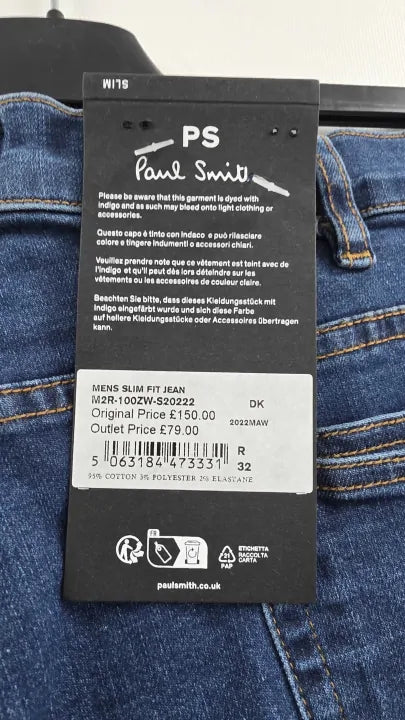 SLIM
PS
Paul Smith
Please be aware that this garment is dyed with
indigo and as such may bleed onto light clothing or
accessories.
Questo capo è tinto con indaco e può rilasciare
colore e tingere indumenti o accessori chiari.
Veuillez prendre note que ce vêtement est teint avec de
l'indigo et qu'il peut dès lors déteindre sur les
vêtements ou les accessoires de couleur claire.
Beachten Sie bitte, dass dieses Kleidungsstück mit
Indigo eingefärbt wurde und sich diese Farbe
auf hellere Kleidungsstücke oder Accessoires übertragen
kann.
MENS SLIM FIT JEAN
M2R-100ZW-S20222 DK
Original Price £150.00 2022MAW
Outlet Price £79.00
R
5 063184 473331 32
95% COTTON 3% POLYESTER 2% ELASTANE
FR
21
PAP
ETICHETTA
RACCOLTA
CARTA
paulsmith.co.uk